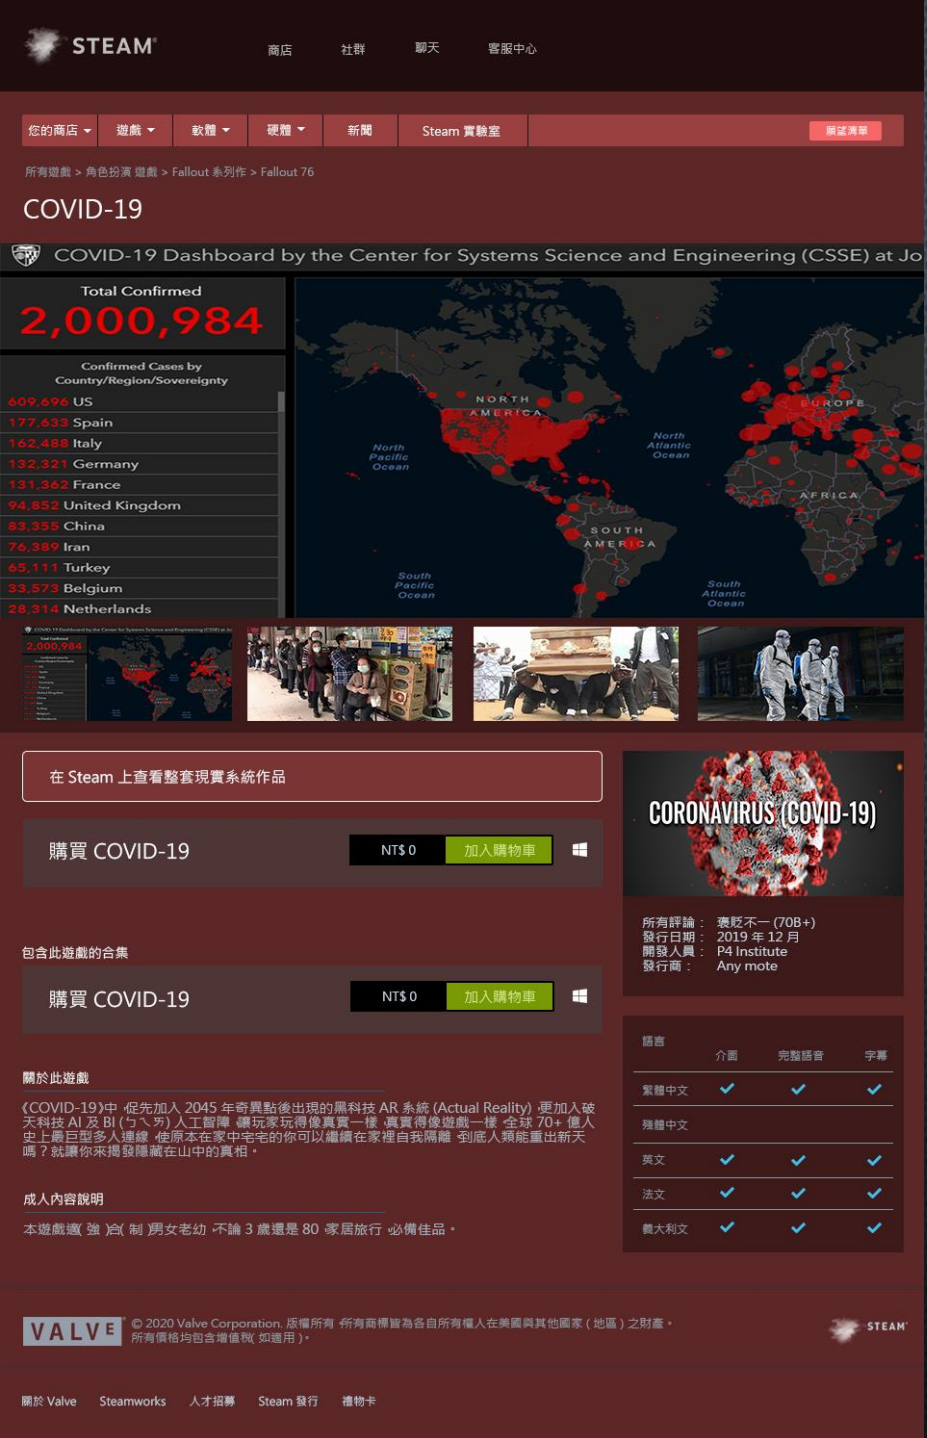 STEAM®
商店 社群 聊天 客服中心
您的商店 遊戲 軟體 硬體 新聞 Steam 實驗室 願望清單
所有遊戲 > 角色扮演 遊戲 > Fallout 系列作 > Fallout 76
COVID-19
COVID-19 Dashboard by the Center for Systems Science and Engineering (CSSE) at Jo
Total Confirmed
2,000,984
Confirmed Cases by
Country/Region/Sovereignty
609,696 US
177,633 Spain
162,488 Italy
132,321 Germany
131,362 France
94,852 United Kingdom
83,355 China
76,389 Iran
65,111 Turkey
33,573 Belgium
28,314 Netherlands
NORTH
AMERICA
EUROPE
North
Pacific
Ocean
North
Atlantic
Ocean
AFRICA
SOUTH
AMERICA
South
Pacific
Ocean
South
Atlantic
Ocean
Total Confirmed
2,000,984
在 Steam 上查看整套現實系統作品
購買 COVID-19
NT$ 0 加入購物車
包含此遊戲的合集
購買 COVID-19
NT$ 0 加入購物車
關於此遊戲
《COVID-19》中,促先加入 2045 年奇異點後出現的黑科技 AR 系統 (Actual Reality),更加入破
天科技 AI 及 BI (ㄅㄟㄞ) 人工智障,讓玩家玩得像真實一樣,真實得像遊戲一樣,全球 70+ 億人
史上最巨型多人連線,使原本在家中宅宅的你可以繼續在家裡自我隔離,到底人類能重出新天
嗎？就讓你來揭發隱藏在山中的真相。
成人內容說明
本遊戲適(強)合(制)男女老幼,不論 3 歲還是 80,家居旅行,必備佳品。
CORONAVIRUS (COVID-19)
所有評論： 褒貶不一 (70B+)
發行日期： 2019 年 12 月
開發人員： P4 Institute
發行商： Any mote
語言
介面 完整語音 字幕
繁體中文
殘體中文
英文
法文
義大利文
VALVE
© 2020 Valve Corporation. 版權所有,所有商標皆為各自所有權人在美國與其他國家（地區）之財產。
所有價格均包含增值稅(如適用)。
STEAM®
關於 Valve Steamworks 人才招募 Steam 發行 禮物卡